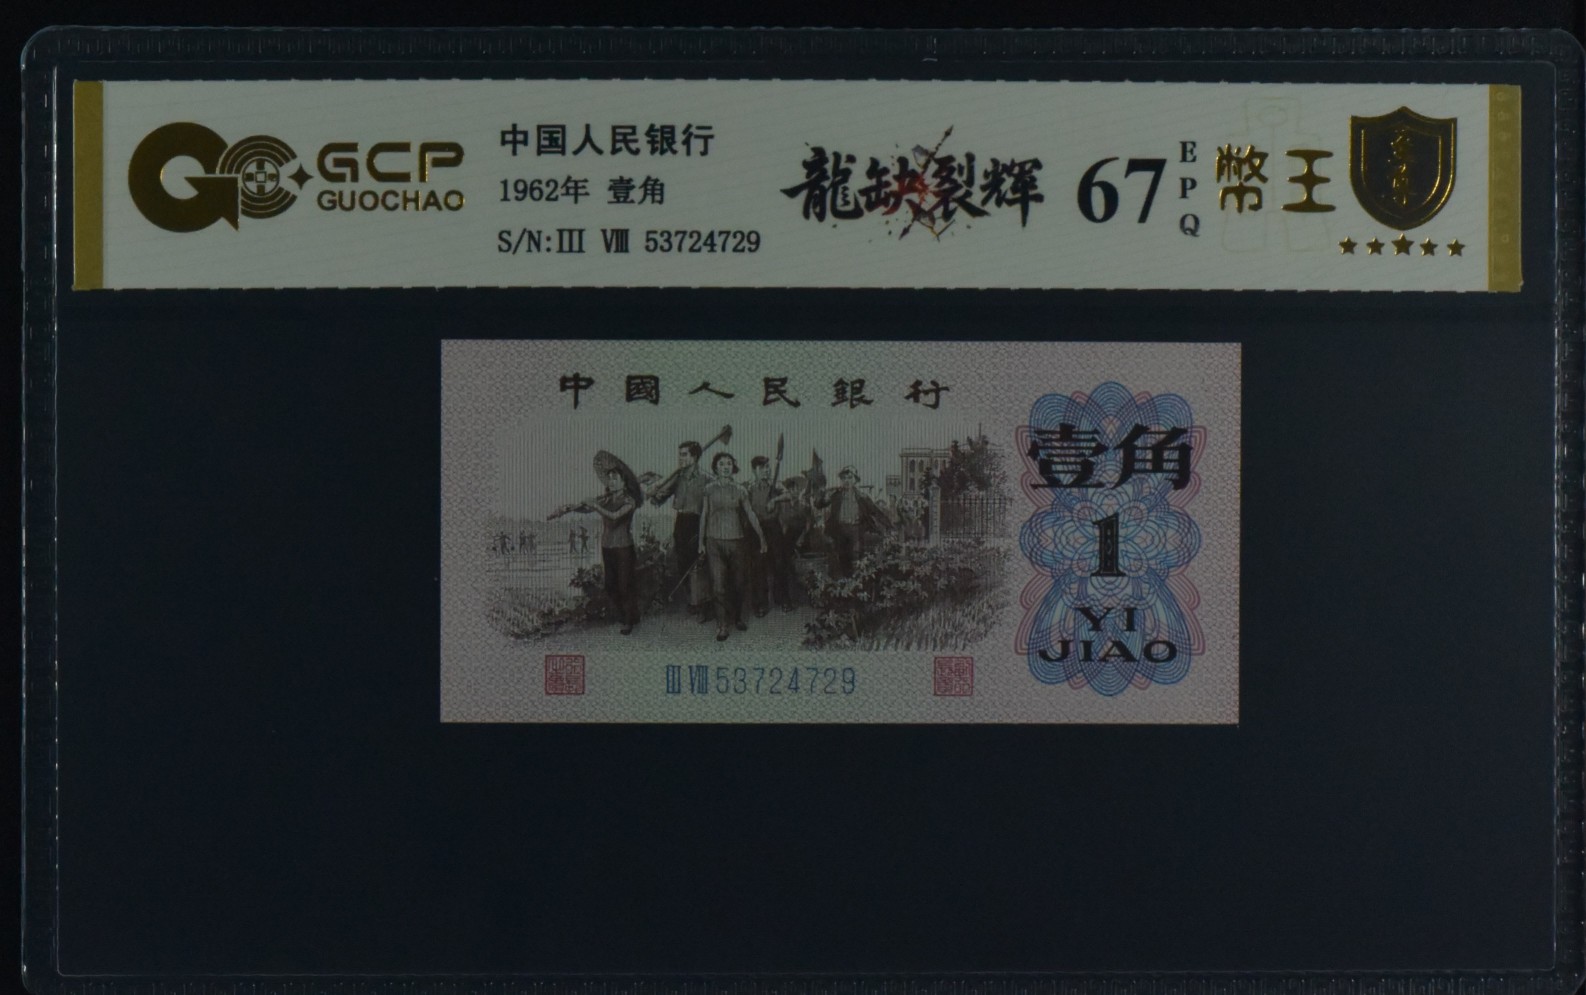 GCP
GUOCHAO
中国人民银行
1962年 壹角
S/N:III VIII 53724729
龍缺裂輝
67
EPQ
幣王
中國人民銀行
壹角
1
YI
JIAO
III VIII 53724729